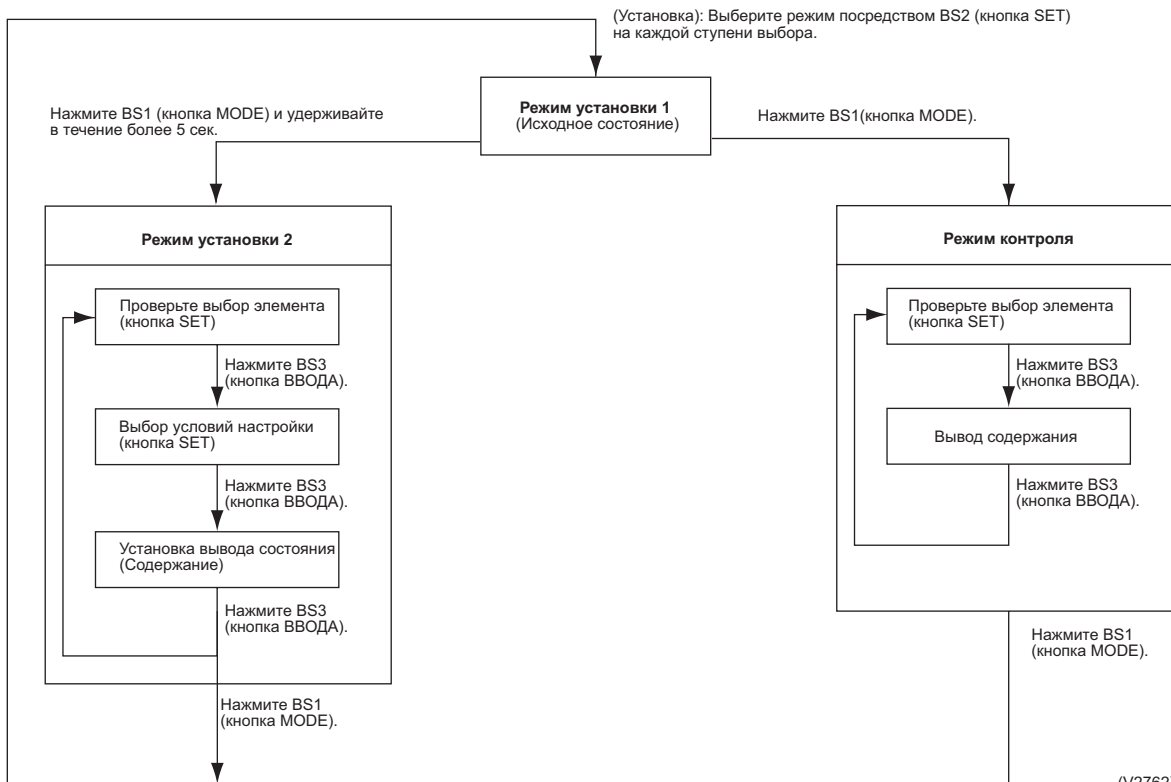 (Установка): Выберите режим посредством BS2 (кнопка SET)
на каждой ступени выбора.
Режим установки 1
(Исходное состояние)
Нажмите BS1 (кнопка MODE) и удерживайте
в течение более 5 сек.
Нажмите BS1(кнопка MODE).
Режим установки 2
Проверьте выбор элемента
(кнопка SET)
Нажмите BS3
(кнопка ВВОДА).
Выбор условий настройки
(кнопка SET)
Нажмите BS3
(кнопка ВВОДА).
Установка вывода состояния
(Содержание)
Нажмите BS3
(кнопка ВВОДА).
Нажмите BS1
(кнопка MODE).
Режим контроля
Проверьте выбор элемента
(кнопка SET)
Нажмите BS3
(кнопка ВВОДА).
Вывод содержания
Нажмите BS3
(кнопка ВВОДА).
Нажмите BS1
(кнопка MODE).
(V2762